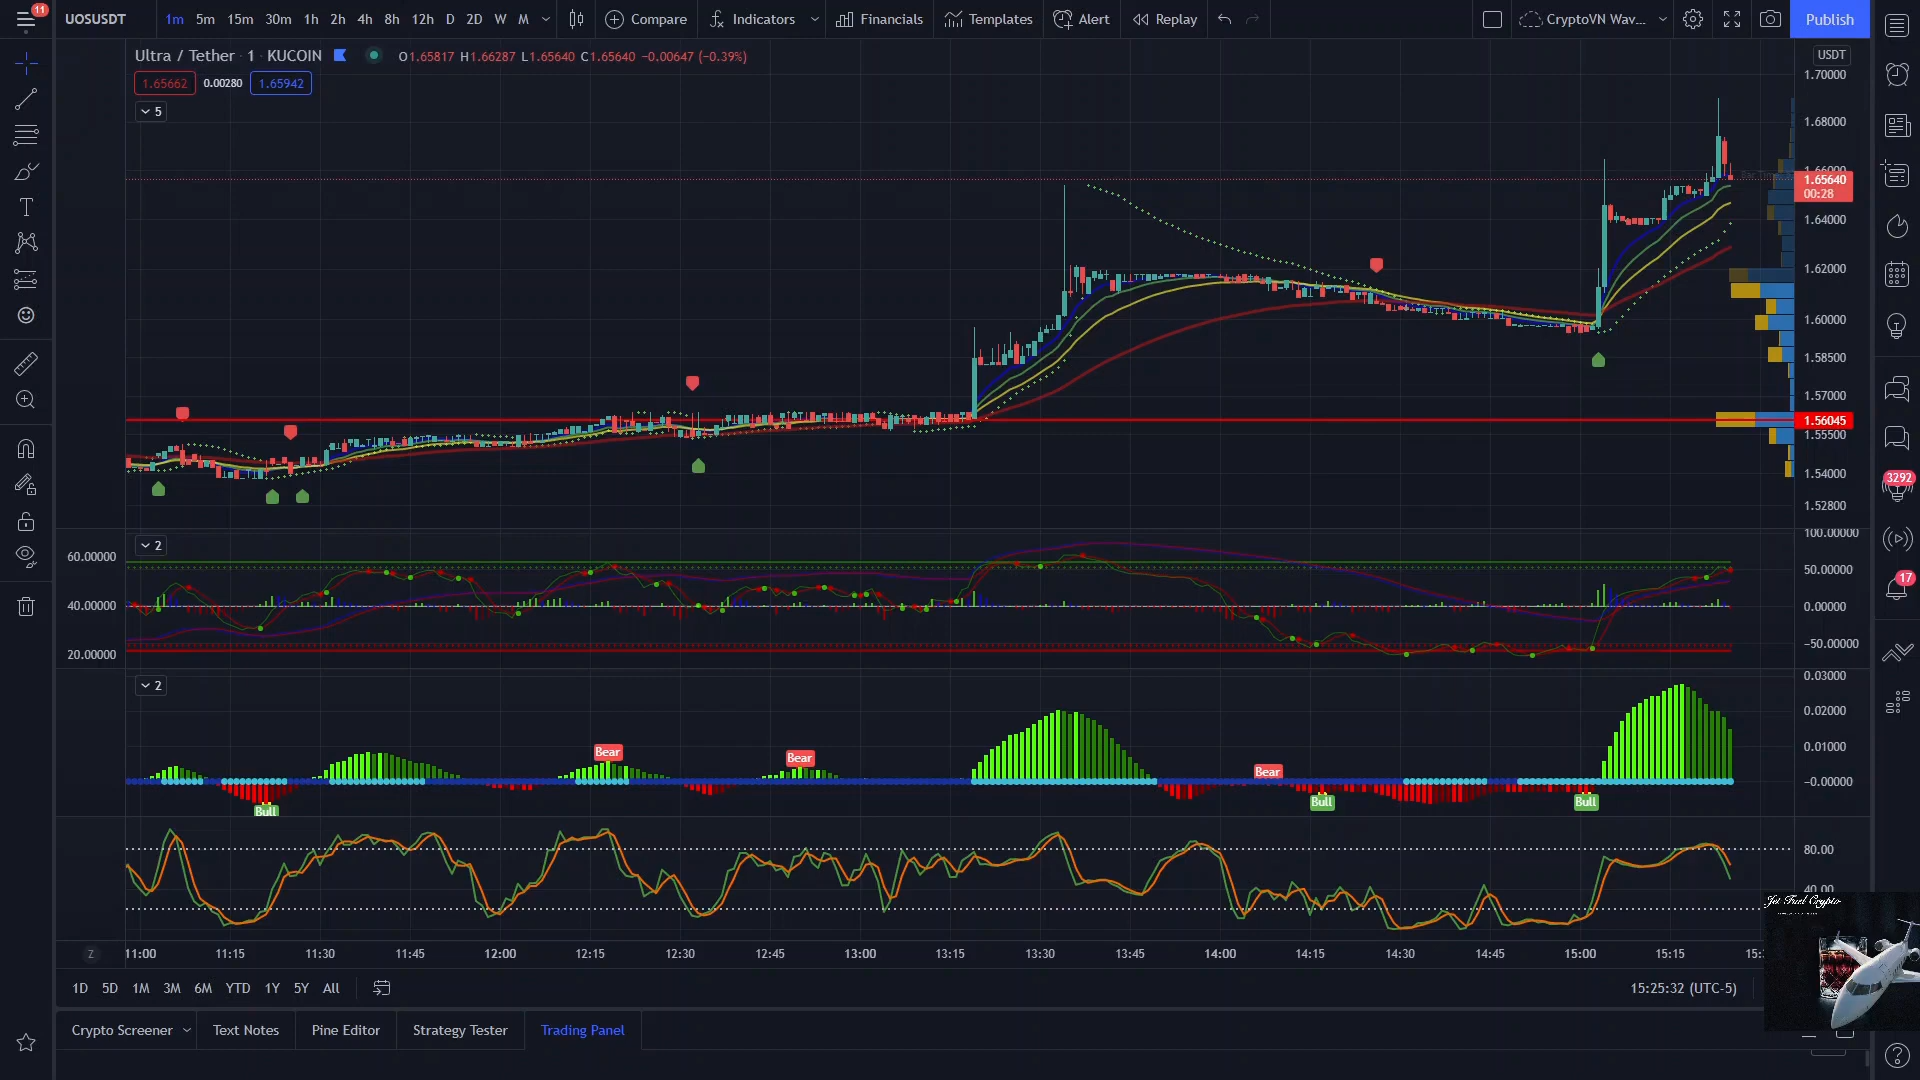 11
UOSUSDT 1m 5m 15m 30m 1h 2h 4h 8h 12h D 2D W M Compare Indicators Financials Templates Alert Replay CryptoVN Wav... Publish
Ultra / Tether · 1 · KUCOIN O1.65817 H1.66287 L1.65640 C1.65640 −0.00647 (−0.39%)
USDT
1.65662 0.00280 1.65942
5
1.70000
1.68000
1.66000
1.65640
00:28
1.64000
1.62000
1.60000
1.58500
1.57000
1.56045
1.55500
1.54000
1.52800
2
100.00000
60.00000
50.00000
40.00000
0.00000
20.00000
−50.00000
2
0.03000
0.02000
0.01000
−0.00000
Bear
Bear
Bear
Bull
Bull
Bull
80.00
40.00
3292
17
Jet Fuel Crypto
Z 11:00 11:15 11:30 11:45 12:00 12:15 12:30 12:45 13:00 13:15 13:30 13:45 14:00 14:15 14:30 14:45 15:00 15:15
1D 5D 1M 3M 6M YTD 1Y 5Y All 15:25:32 (UTC-5)
Crypto Screener Text Notes Pine Editor Strategy Tester Trading Panel